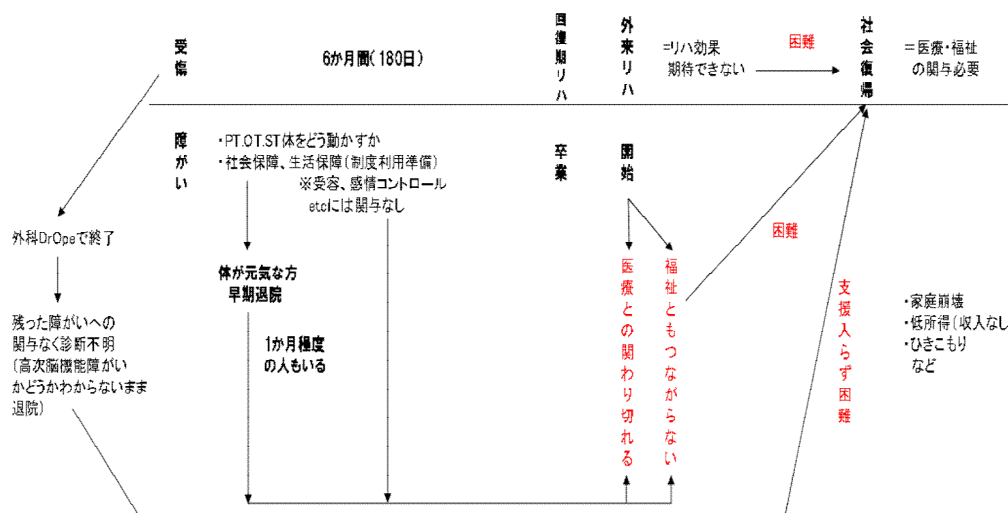 受傷
6か月間(180日)
回復期リハ
外来リハ
=リハ効果
期待できない
困難
社会復帰
=医療・福祉
の関与必要
障がい
・PT.OT.ST体をどう動かすか
・社会保障、生活保障(制度利用準備)
※受容、感情コントロール
etcには関与なし
卒業
開始
外科DrOpeで終了
体が元気な方
早期退院
1か月程度
の人もいる
残った障がいへの
関与なく診断不明
(高次脳機能障がい
かどうかわからないまま
退院)
医療との関わり切れる
福祉ともつながらない
困難
支援入らず困難
・家庭崩壊
・低所得(収入なし
・ひきこもり
など